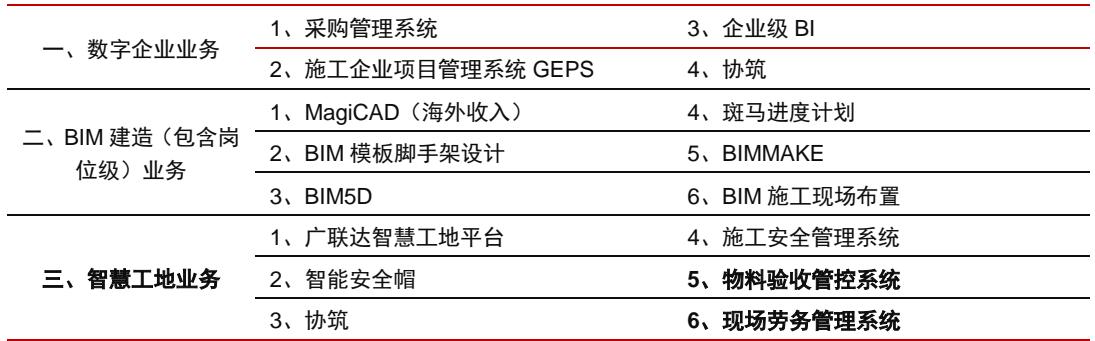 一、数字企业业务
1、采购管理系统
3、企业级 BI
2、施工企业项目管理系统 GEPS
4、协筑
二、BIM 建造（包含岗
位级）业务
1、MagiCAD（海外收入）
4、斑马进度计划
2、BIM 模板脚手架设计
5、BIMMAKE
3、BIM5D
6、BIM 施工现场布置
三、智慧工地业务
1、广联达智慧工地平台
4、施工安全管理系统
2、智能安全帽
5、物料验收管控系统
3、协筑
6、现场劳务管理系统